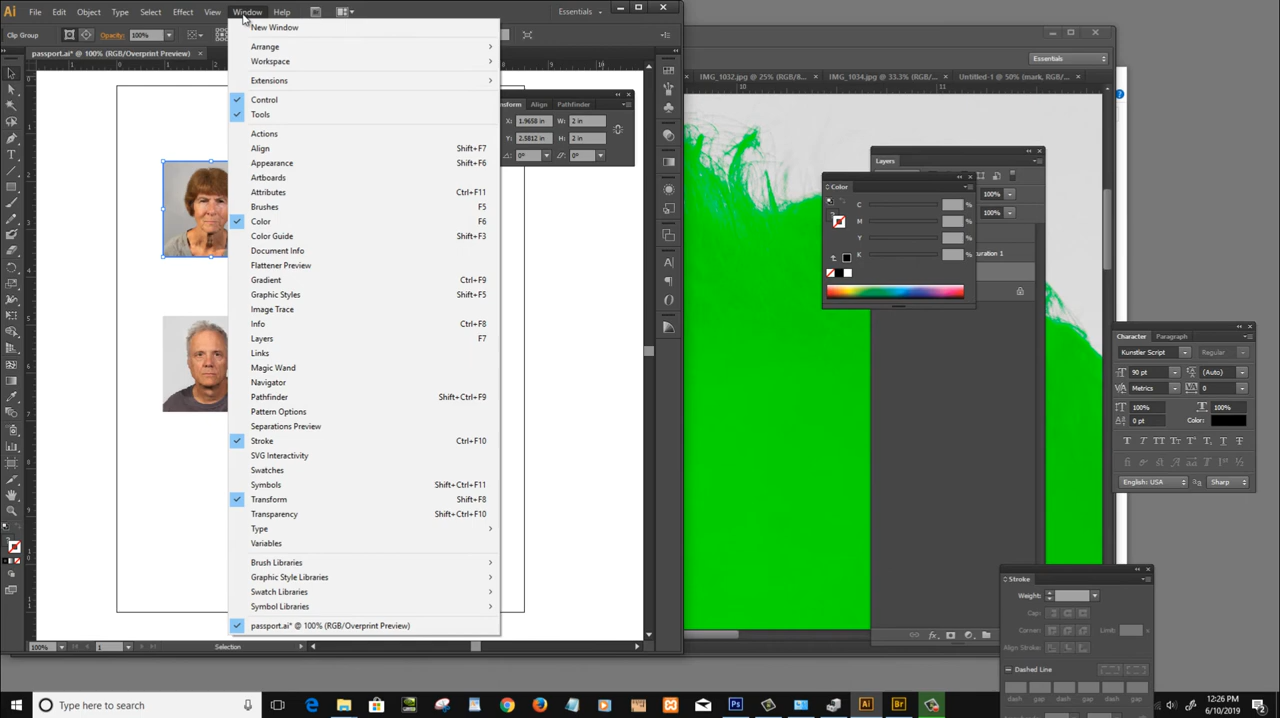 Ai File Edit Object Type Select Effect View Window Help Essentials
Clip Group Opacity: 100%
Essentials
passport.ai* @ 100% (RGB/Overprint Preview) ×
IMG_1032.jpg @ 25% (RGB/8... × IMG_1034.jpg @ 33.3% (RGB/... × Untitled-1 @ 50% (mark, RGB/... ×
New Window
Arrange
Workspace
Extensions
Control
Tools
Actions
Align Shift+F7
Appearance Shift+F6
Artboards
Attributes Ctrl+F11
Brushes F5
Color F6
Color Guide Shift+F3
Document Info
Flattener Preview
Gradient Ctrl+F9
Graphic Styles Shift+F5
Image Trace
Info Ctrl+F8
Layers F7
Links
Magic Wand
Navigator
Pathfinder Shift+Ctrl+F9
Pattern Options
Separations Preview
Stroke Ctrl+F10
SVG Interactivity
Swatches
Symbols Shift+Ctrl+F11
Transform Shift+F8
Transparency Shift+Ctrl+F10
Type
Variables
Brush Libraries
Graphic Style Libraries
Swatch Libraries
Symbol Libraries
passport.ai* @ 100% (RGB/Overprint Preview)
nsform Align Pathfinder
X: 1.9658 in W: 2 in
Y: 2.5812 in H: 2 in
0° 0°
Layers
100%
100%
uration 1
Color
C %
M %
Y %
K %
Character Paragraph
Kunstler Script Regular
90 pt (Auto)
Metrics 0
100% 100%
0 pt Color:
English: USA Sharp
Stroke
Weight:
Cap:
Corner: Limit:
Align Stroke:
Dashed Line
dash gap dash gap dash gap
100% 1 Selection
Type here to search
12:26 PM
6/10/2019